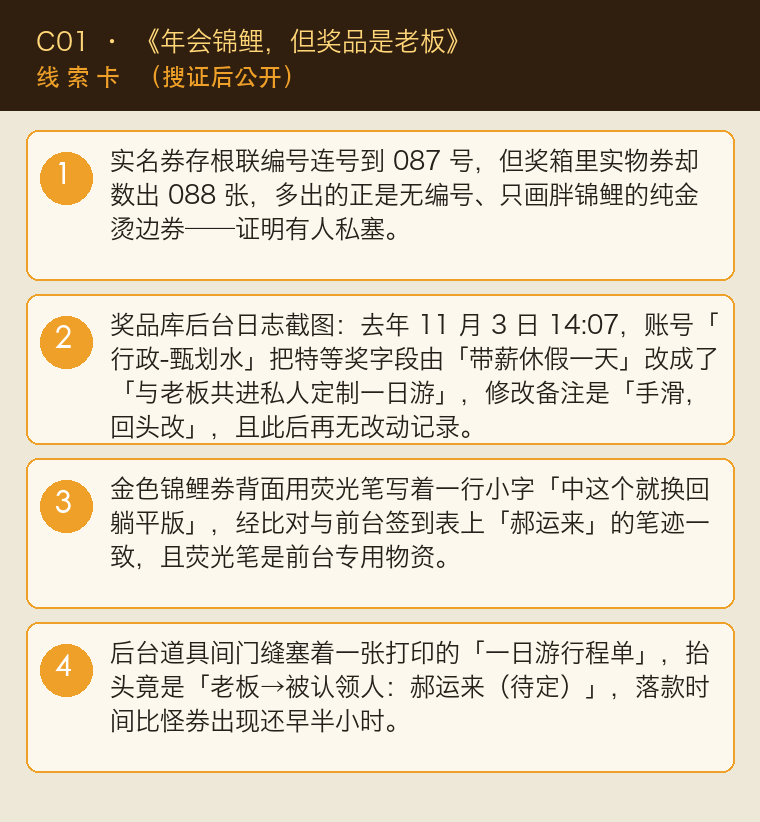 C01 · 《年会锦鲤，但奖品是老板》
线索卡 （搜证后公开）
1
实名券存根联编号连号到 087 号，但奖箱里实物券却
数出 088 张，多出的正是无编号、只画胖锦鲤的纯金
烫边券——证明有人私塞。
2
奖品库后台日志截图：去年 11 月 3 日 14:07，账号「
行政-甄划水」把特等奖字段由「带薪休假一天」改成了
「与老板共进私人定制一日游」，修改备注是「手滑，
回头改」，且此后再无改动记录。
3
金色锦鲤券背面用荧光笔写着一行小字「中这个就换回
躺平版」，经比对与前台签到表上「郝运来」的笔迹一
致，且荧光笔是前台专用物资。
4
后台道具间门缝塞着一张打印的「一日游行程单」，抬
头竟是「老板→被认领人：郝运来（待定）」，落款时
间比怪券出现还早半小时。